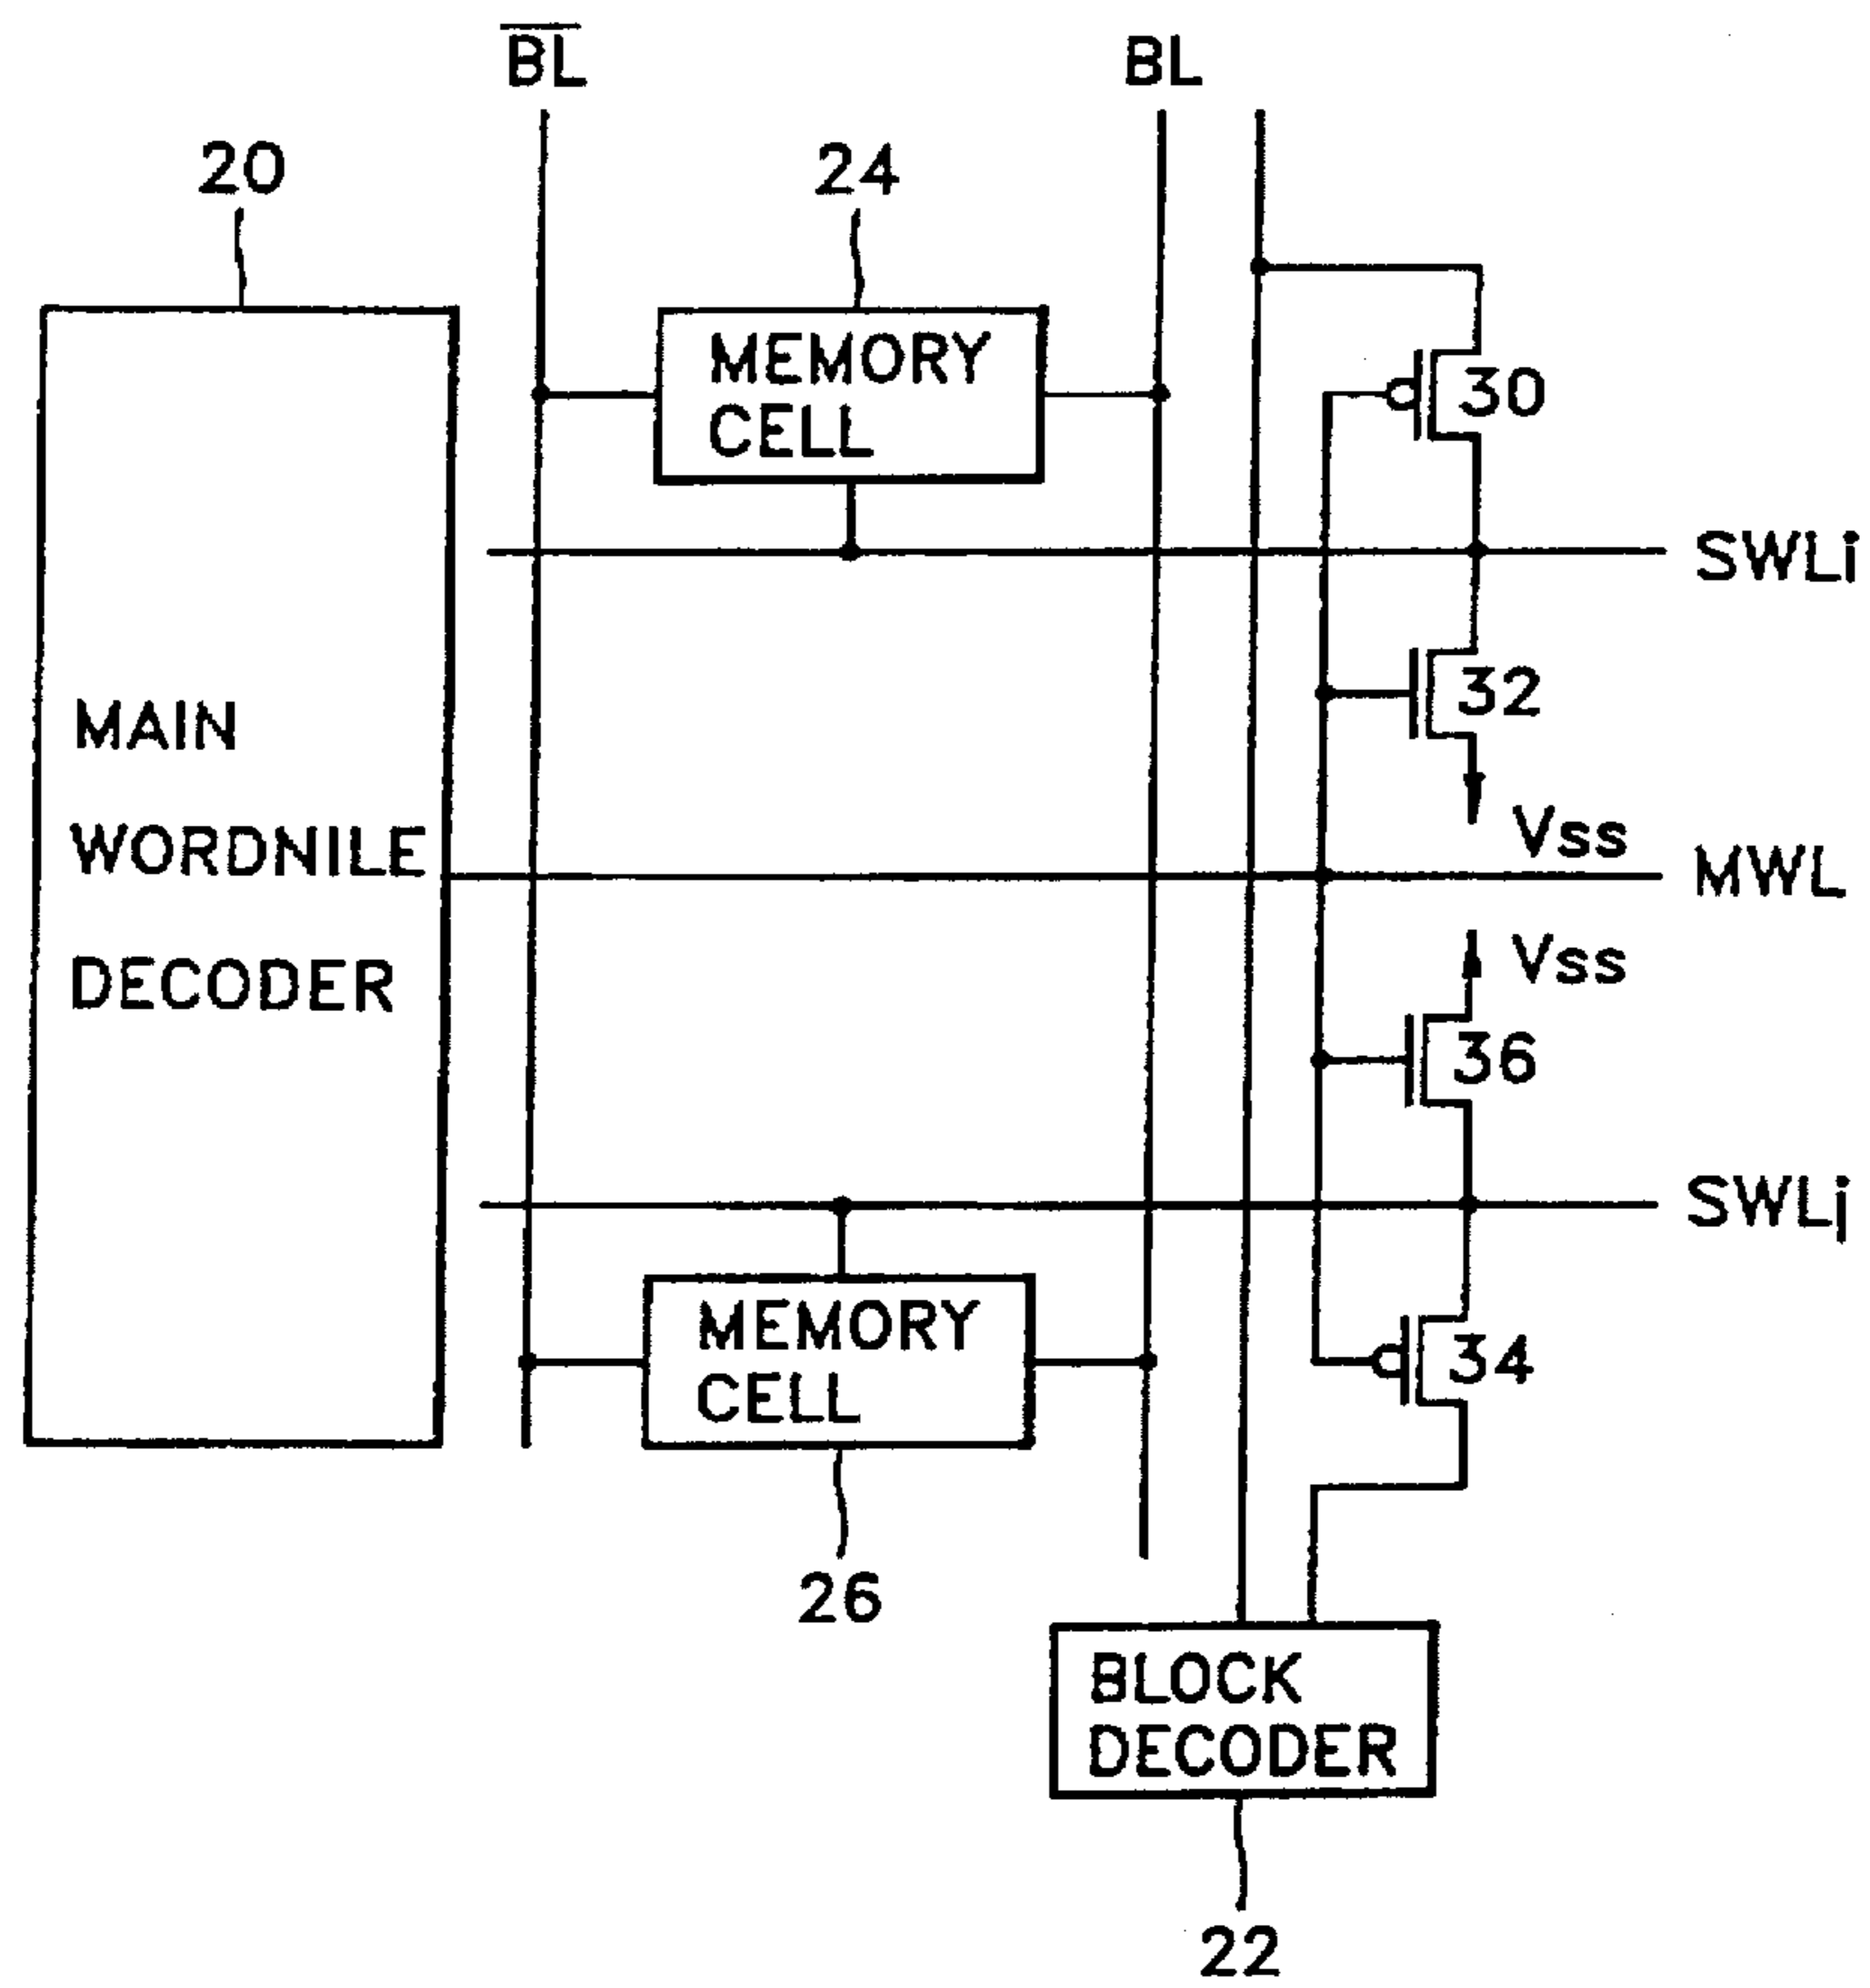 BL
BL
20
24
MEMORY
CELL
30
SWLi
32
MAIN
WORDNILE
DECODER
Vss
MWL
Vss
36
SWLj
MEMORY
CELL
34
26
BLOCK
DECODER
22